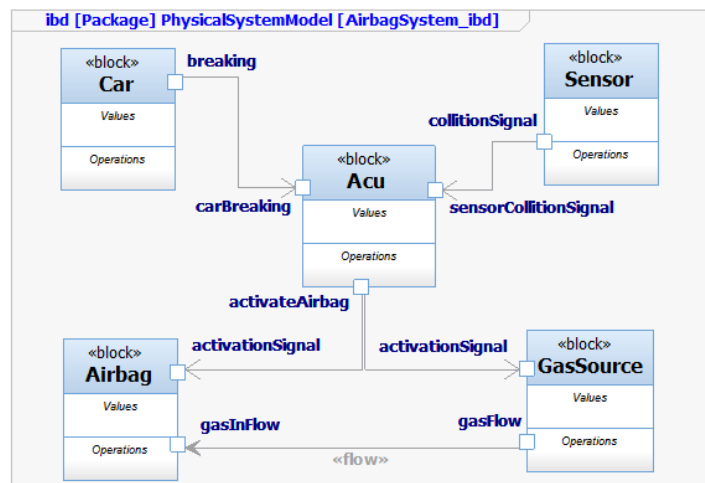 ibd [Package] PhysicalSystemModel [AirbagSystem_ibd]
«block»
Car
Values
Operations
breaking
«block»
Sensor
Values
Operations
collitionSignal
«block»
Acu
Values
Operations
carBreaking
sensorCollitionSignal
activateAirbag
activationSignal
activationSignal
«block»
Airbag
Values
Operations
«block»
GasSource
Values
Operations
gasInFlow
gasFlow
«flow»